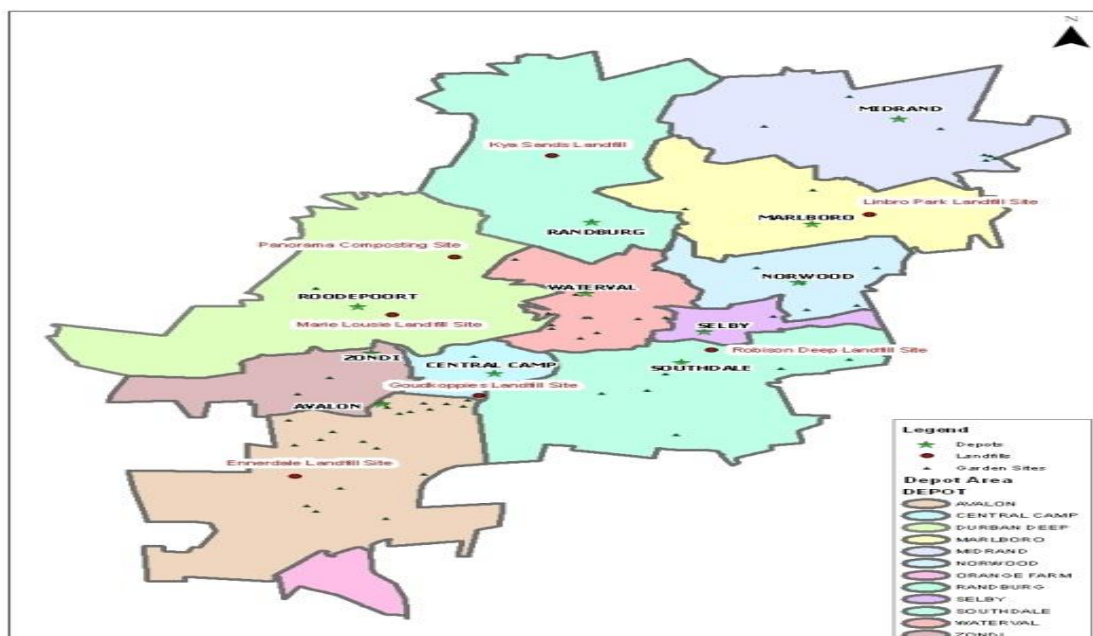 Z
MIDRAND
Kya Sands Landfill
Linbro Park Landfill Site
MARLBORO
RANDBURG
Panorama Composting Site
NORWOOD
WATERVAL
ROODEPOORT
Marie Lousie Landfill Site
SELBY
Robison Deep Landfill Site
ZONDI
CENTRAL CAMP
SOUTHDALE
Goudkoppies Landfill Site
AVALON
Ennerdale Landfill Site
Legend
Depots
Landfills
Garden Sites
Depot Area
DEPOT
AVALON
CENTRAL CAMP
DURBAN DEEP
MARLBORO
MIDRAND
NORWOOD
ORANGE FARM
RANDBURG
SELBY
SOUTHDALE
WATERVAL
ZONDI